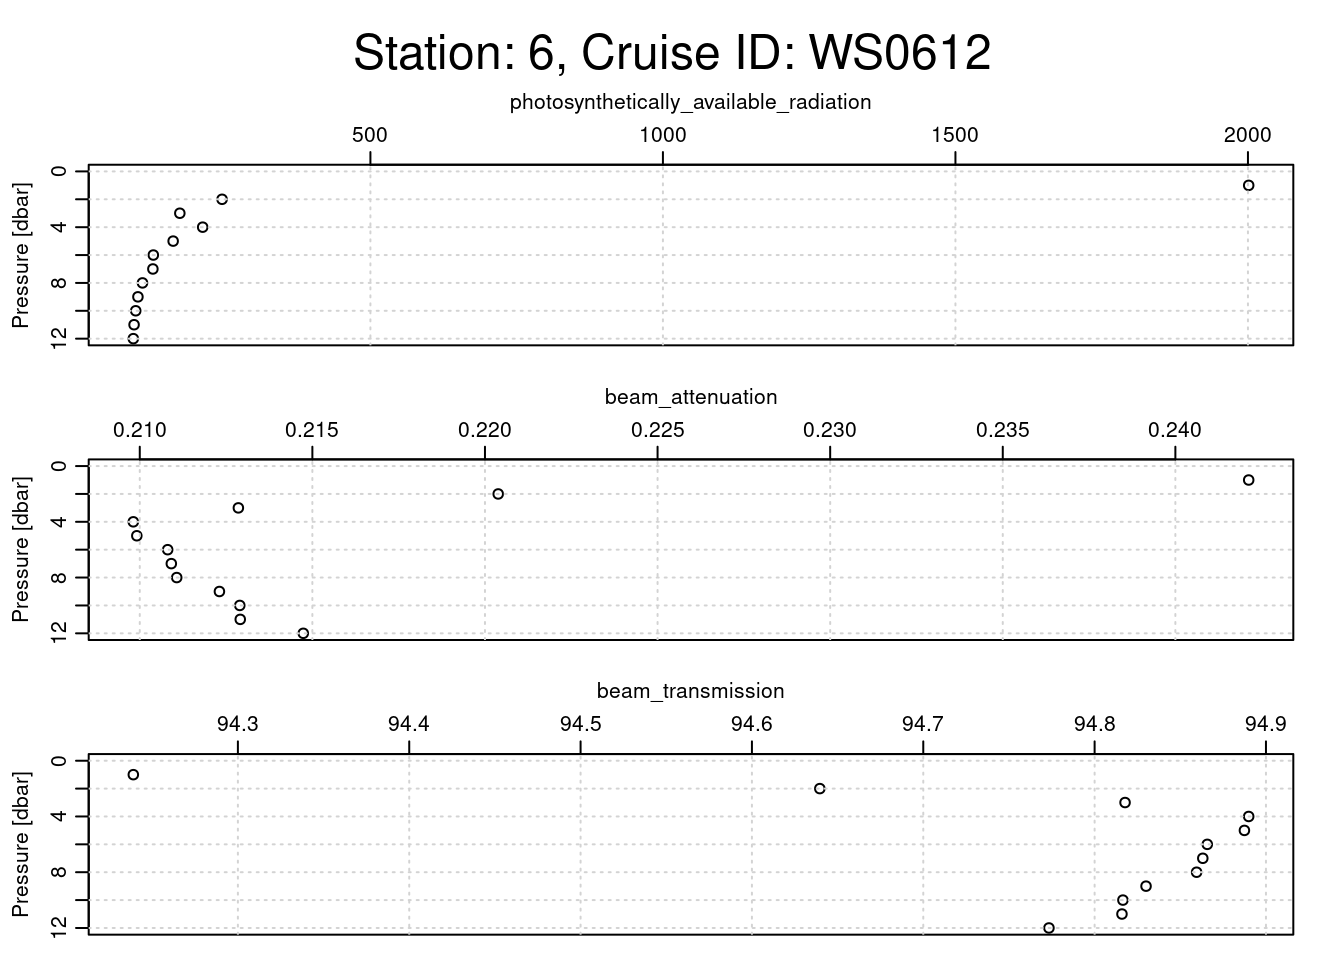 Station: 6, Cruise ID: WS0612
photosynthetically_available_radiation
500 1000 1500 2000
Pressure [dbar]
0
4
8
12
beam_attenuation
0.210 0.215 0.220 0.225 0.230 0.235 0.240
Pressure [dbar]
0
4
8
12
beam_transmission
94.3 94.4 94.5 94.6 94.7 94.8 94.9
Pressure [dbar]
0
4
8
12